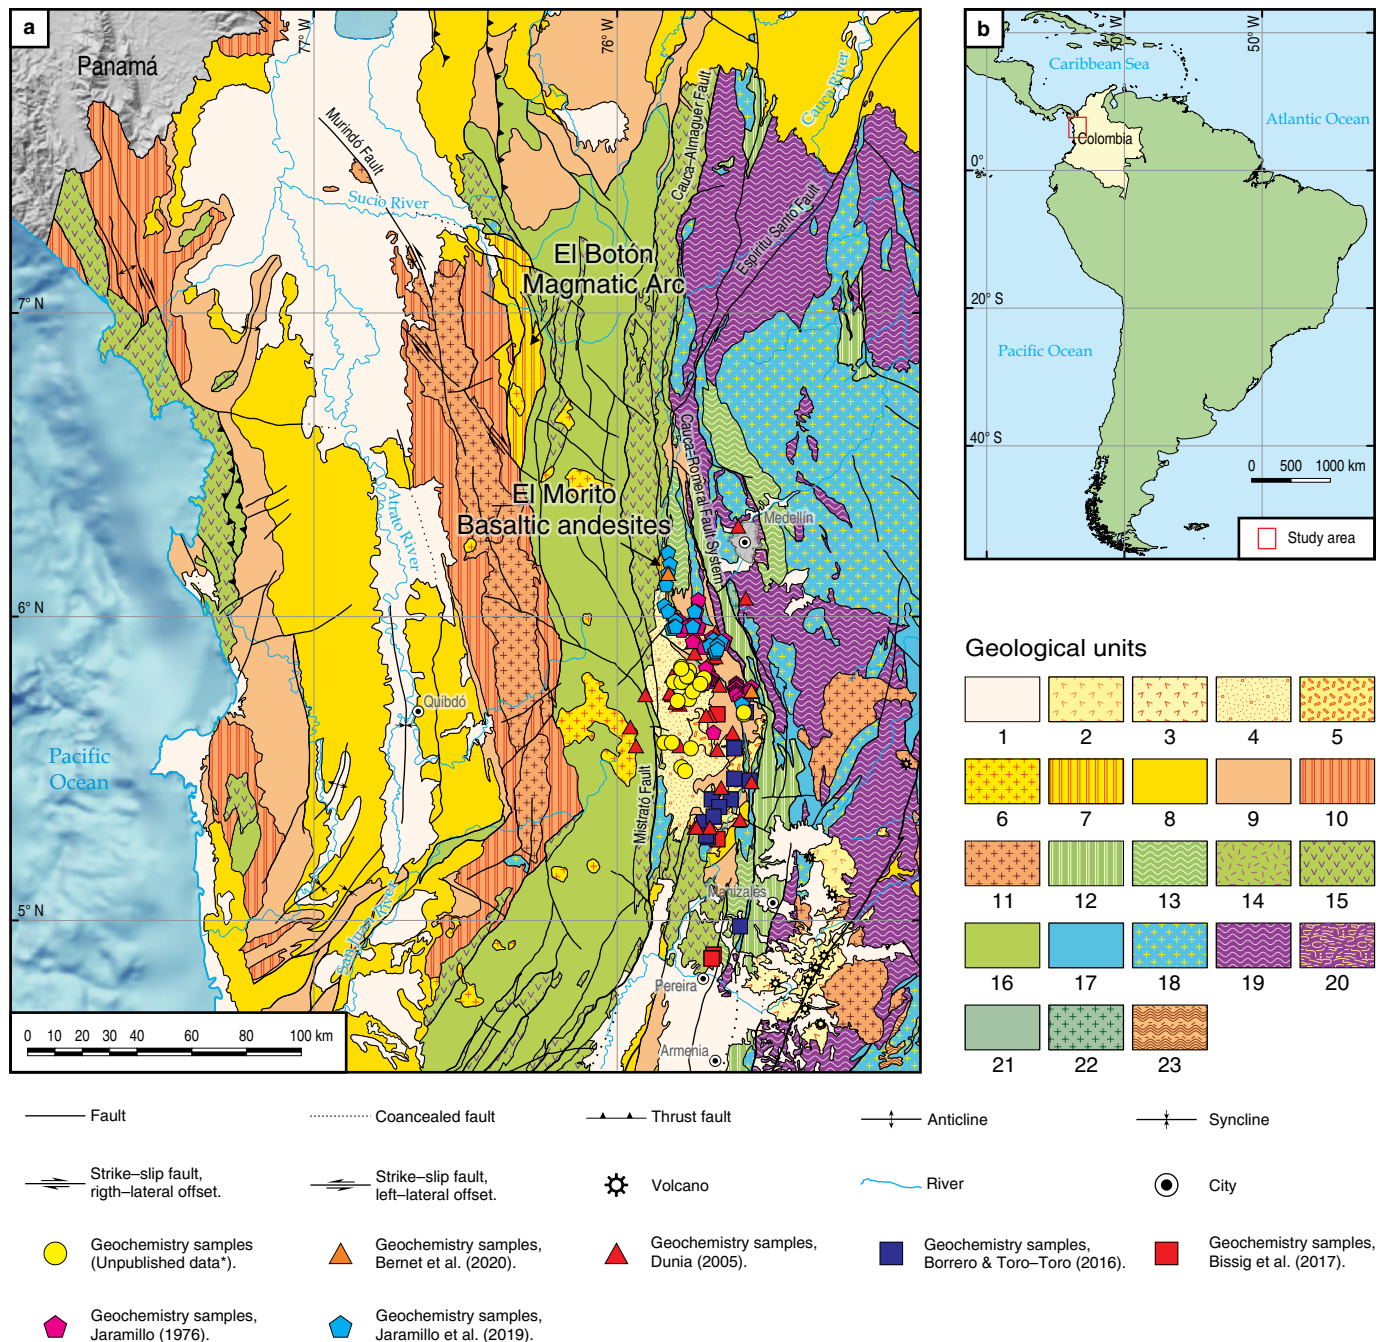 a
Panamá
77° W
76° W
Murindó Fault
Sucio River
Cauca–Almaguer Fault
Cauca River
Espíritu Santo Fault
El Botón
Magmatic Arc
7° N
Cauca–Romeral Fault System
El Morito
Basaltic andesites
Medellín
Atrato River
6° N
Quibdó
Pacific
Ocean
Mistrató Fault
Manizales
5° N
San Juan River
Pereira
Armenia
0 10 20 30 40 60 80 100 km
b
70° W
50° W
Caribbean Sea
Atlantic Ocean
Colombia
0°
20° S
Pacific Ocean
40° S
0 500 1000 km
Study area
Geological units
1 2 3 4 5
6 7 8 9 10
11 12 13 14 15
16 17 18 19 20
21 22 23
Fault
Coancealed fault
Thrust fault
Anticline
Syncline
Strike–slip fault,
rigth–lateral offset.
Strike–slip fault,
left–lateral offset.
Volcano
River
City
Geochemistry samples
(Unpublished data*).
Geochemistry samples,
Bernet et al. (2020).
Geochemistry samples,
Dunia (2005).
Geochemistry samples,
Borrero & Toro–Toro (2016).
Geochemistry samples,
Bissig et al. (2017).
Geochemistry samples,
Jaramillo (1976).
Geochemistry samples,
Jaramillo et al. (2019).